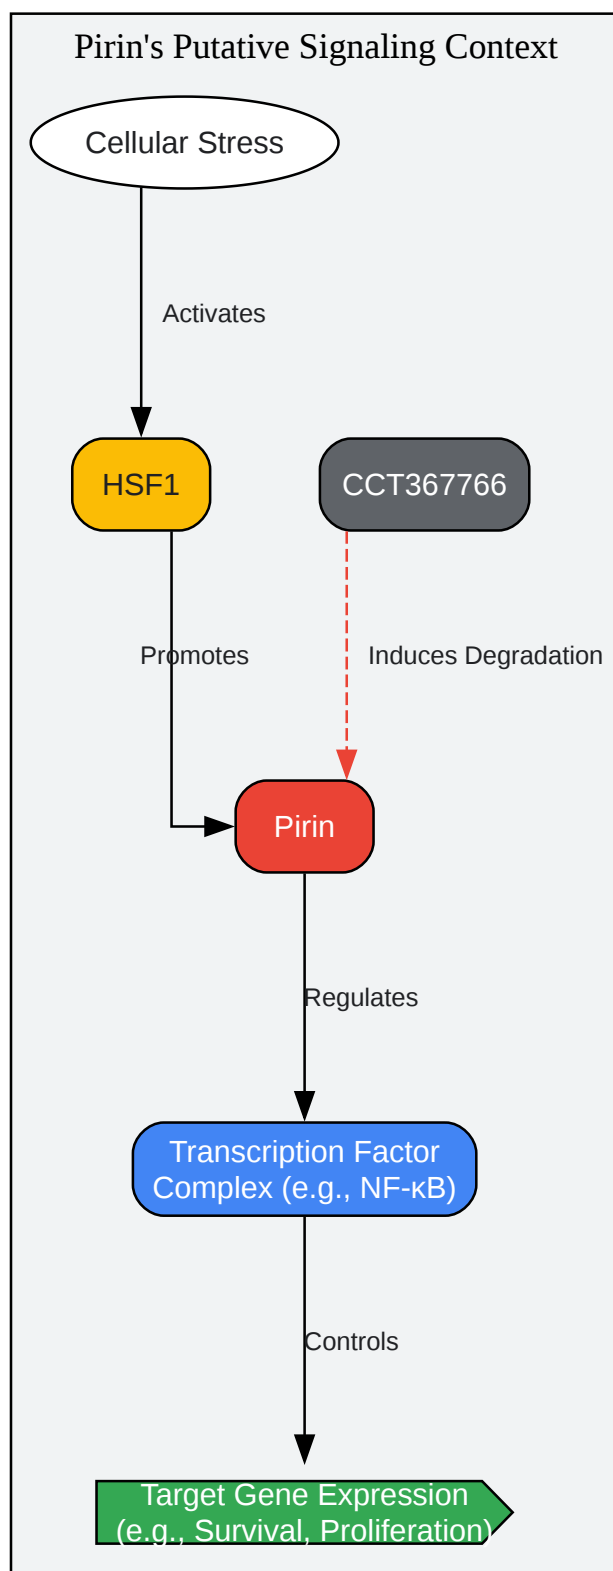 Pirin's Putative Signaling Context
Cellular Stress
Activates
HSF1
CCT367766
Promotes
Induces Degradation
Pirin
Regulates
Transcription Factor
Complex (e.g., NF-κB)
Controls
Target Gene Expression
(e.g., Survival, Proliferation)